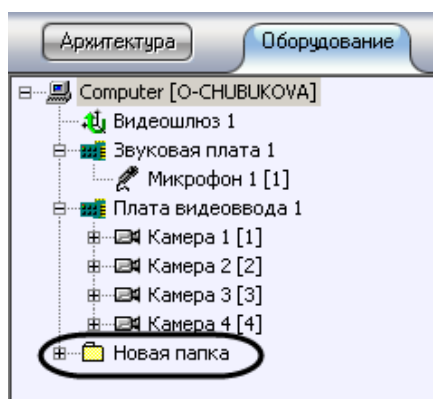 Архитектура Оборудование
Computer [O-CHUBUKOVA]
Видеошлюз 1
Звуковая плата 1
Микрофон 1 [1]
Плата видеоввода 1
Камера 1 [1]
Камера 2 [2]
Камера 3 [3]
Камера 4 [4]
Новая папка